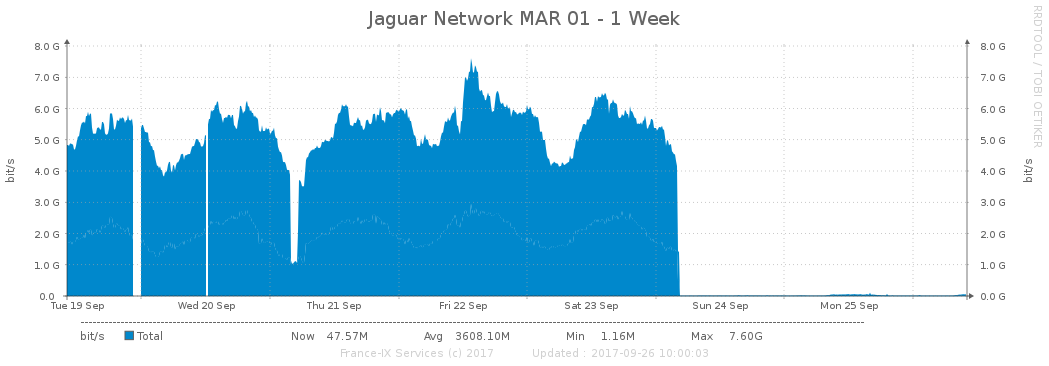 Jaguar Network MAR 01 - 1 Week
RRDTOOL / TOBI OETIKER
bit/s
8.0 G
7.0 G
6.0 G
5.0 G
4.0 G
3.0 G
2.0 G
1.0 G
0.0
8.0 G
7.0 G
6.0 G
5.0 G
4.0 G
3.0 G
2.0 G
1.0 G
0.0 G
bit/s
Tue 19 Sep Wed 20 Sep Thu 21 Sep Fri 22 Sep Sat 23 Sep Sun 24 Sep Mon 25 Sep
bit/s Total Now 47.57M Avg 3608.10M Min 1.16M Max 7.60G
France-IX Services (c) 2017 Updated : 2017-09-26 10:00:03